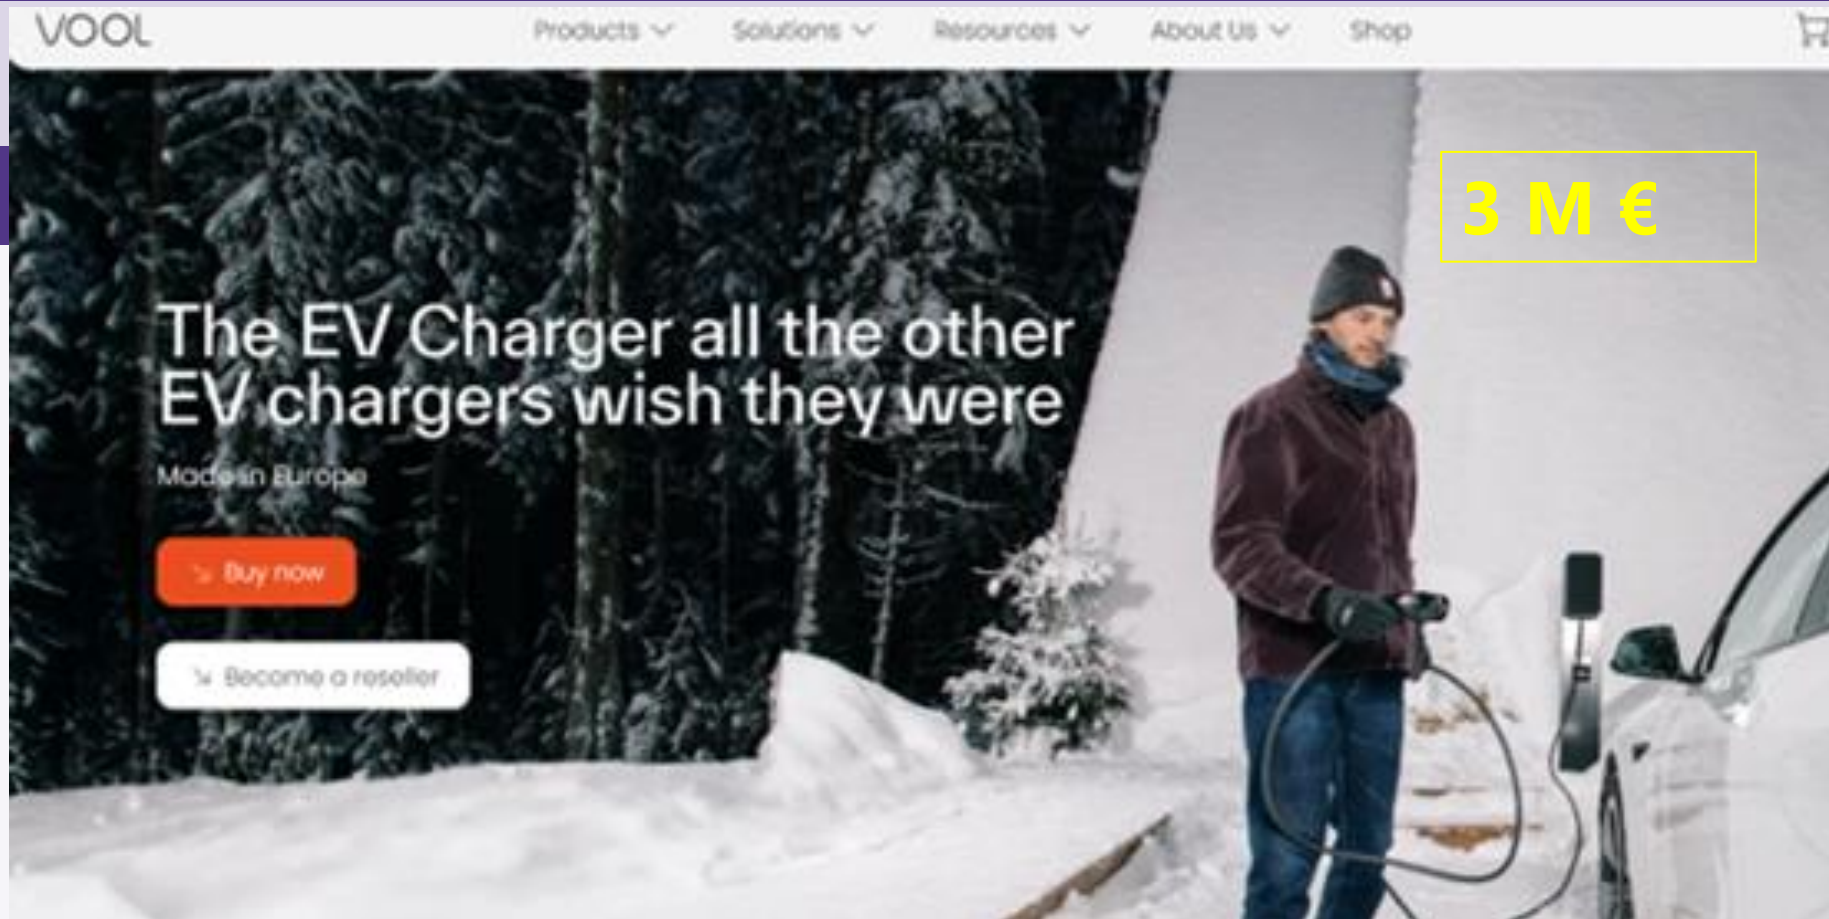 VOOL
Products
Solutions
Resources
About Us
Shop
3 M €
The EV Charger all the other
EV chargers wish they were
Made in Europe
Buy now
Become a reseller